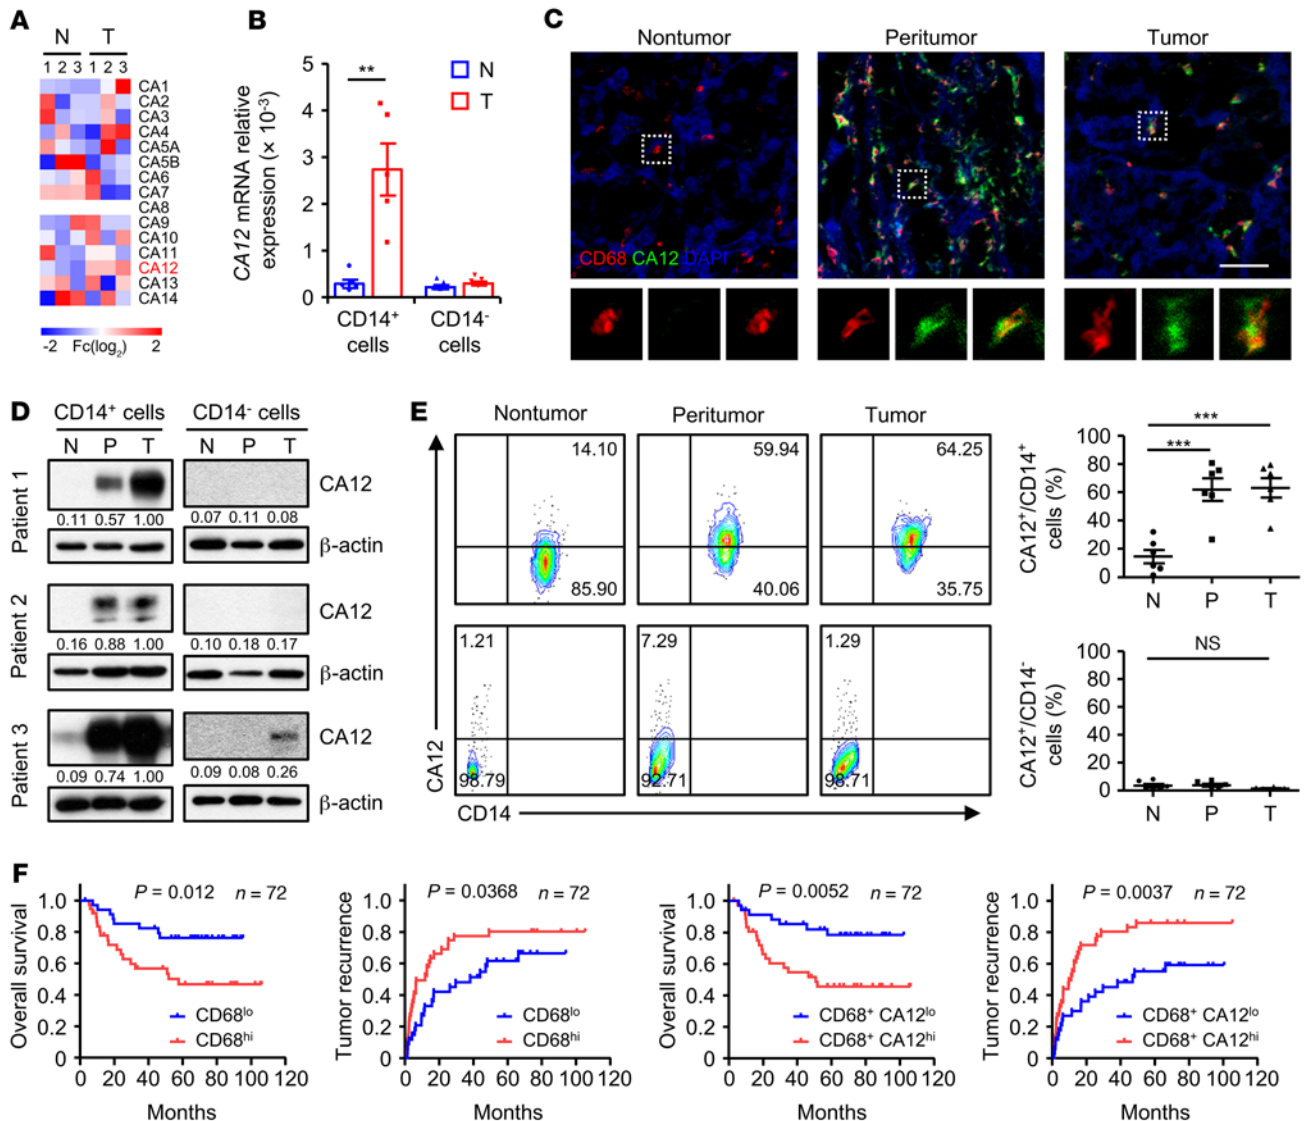 A
N T
1 2 3 1 2 3
CA1
CA2
CA3
CA4
CA5A
CA5B
CA6
CA7
CA8
CA9
CA10
CA11
CA12
CA13
CA14
-2 Fc(log2) 2
B
CA12 mRNA relative
expression (× 10-3)
5
4
3
2
1
0
**
N
T
CD14+
cells
CD14-
cells
C
Nontumor Peritumor Tumor
CD68 CA12 DAPI
D
CD14+ cells CD14- cells
N P T N P T
Patient 1
CA12
0.11 0.57 1.00 0.07 0.11 0.08
β-actin
Patient 2
CA12
0.16 0.88 1.00 0.10 0.18 0.17
β-actin
Patient 3
CA12
0.09 0.74 1.00 0.09 0.08 0.26
β-actin
E
Nontumor Peritumor Tumor
14.10 59.94 64.25
85.90 40.06 35.75
1.21 7.29 1.29
98.79 92.71 98.71
CA12
CD14
CA12+/CD14+
cells (%)
100
80
60
40
20
0
***
***
N P T
CA12+/CD14-
cells (%)
100
80
60
40
20
0
NS
N P T
F
Overall survival
1.0
0.8
0.6
0.4
0.2
0
P = 0.012 n = 72
CD68lo
CD68hi
0 20 40 60 80 100 120
Months
Tumor recurrence
1.0
0.8
0.6
0.4
0.2
0
P = 0.0368 n = 72
CD68lo
CD68hi
0 20 40 60 80 100 120
Months
Overall survival
1.0
0.8
0.6
0.4
0.2
0
P = 0.0052 n = 72
CD68+ CA12lo
CD68+ CA12hi
0 20 40 60 80 100 120
Months
Tumor recurrence
1.0
0.8
0.6
0.4
0.2
0
P = 0.0037 n = 72
CD68+ CA12lo
CD68+ CA12hi
0 20 40 60 80 100 120
Months